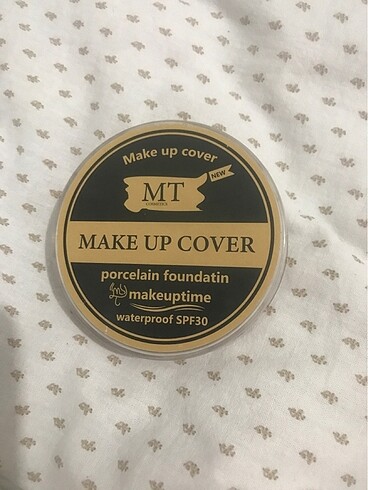 Make up cover
NEW
MT
COSMETICS
MAKE UP COVER
porcelain foundatin
makeuptime
waterproof SPF30